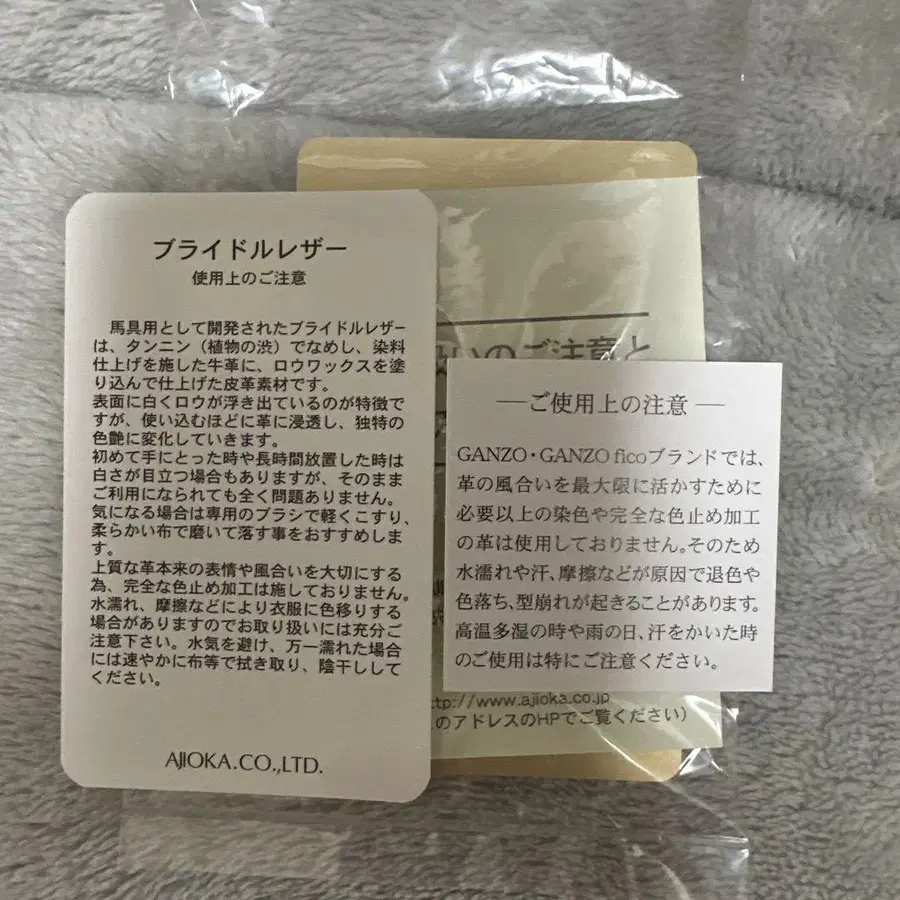 ブライドルレザー
使用上のご注意
馬具用として開発されたブライドルレザー
は、タンニン（植物の渋）でなめし、染料
仕上げを施した牛革に、ロウワックスを塗
り込んで仕上げた皮革素材です。
表面に白くロウが浮き出ているのが特徴で
すが、使い込むほどに革に浸透し、独特の
色艶に変化していきます。
初めて手にとった時や長時間放置した時は
白さが目立つ場合もありますが、そのまま
ご利用になられても全く問題ありません。
気になる場合は専用のブラシで軽くこすり、
柔らかい布で磨いて落す事をおすすめしま
す。
上質な革本来の表情や風合いを大切にする
為、完全な色止め加工は施しておりません。
水濡れ、摩擦などにより衣服に色移りする
場合がありますのでお取り扱いには充分ご
注意下さい。水気を避け、万一濡れた場合
には速やかに布等で拭き取り、陰干しして
ください。
AJIOKA.CO.,LTD.
扱いのご注意と
―ご使用上の注意―
GANZO・GANZO ficoブランドでは、
革の風合いを最大限に活かすために
必要以上の染色や完全な色止め加工
の革は使用しておりません。そのため
水濡れや汗、摩擦などが原因で退色や
色落ち、型崩れが起きることがあります。
高温多湿の時や雨の日、汗をかいた時
のご使用は特にご注意ください。
ttp://www.ajioka.co.jp
のアドレスのHPでご覧ください）